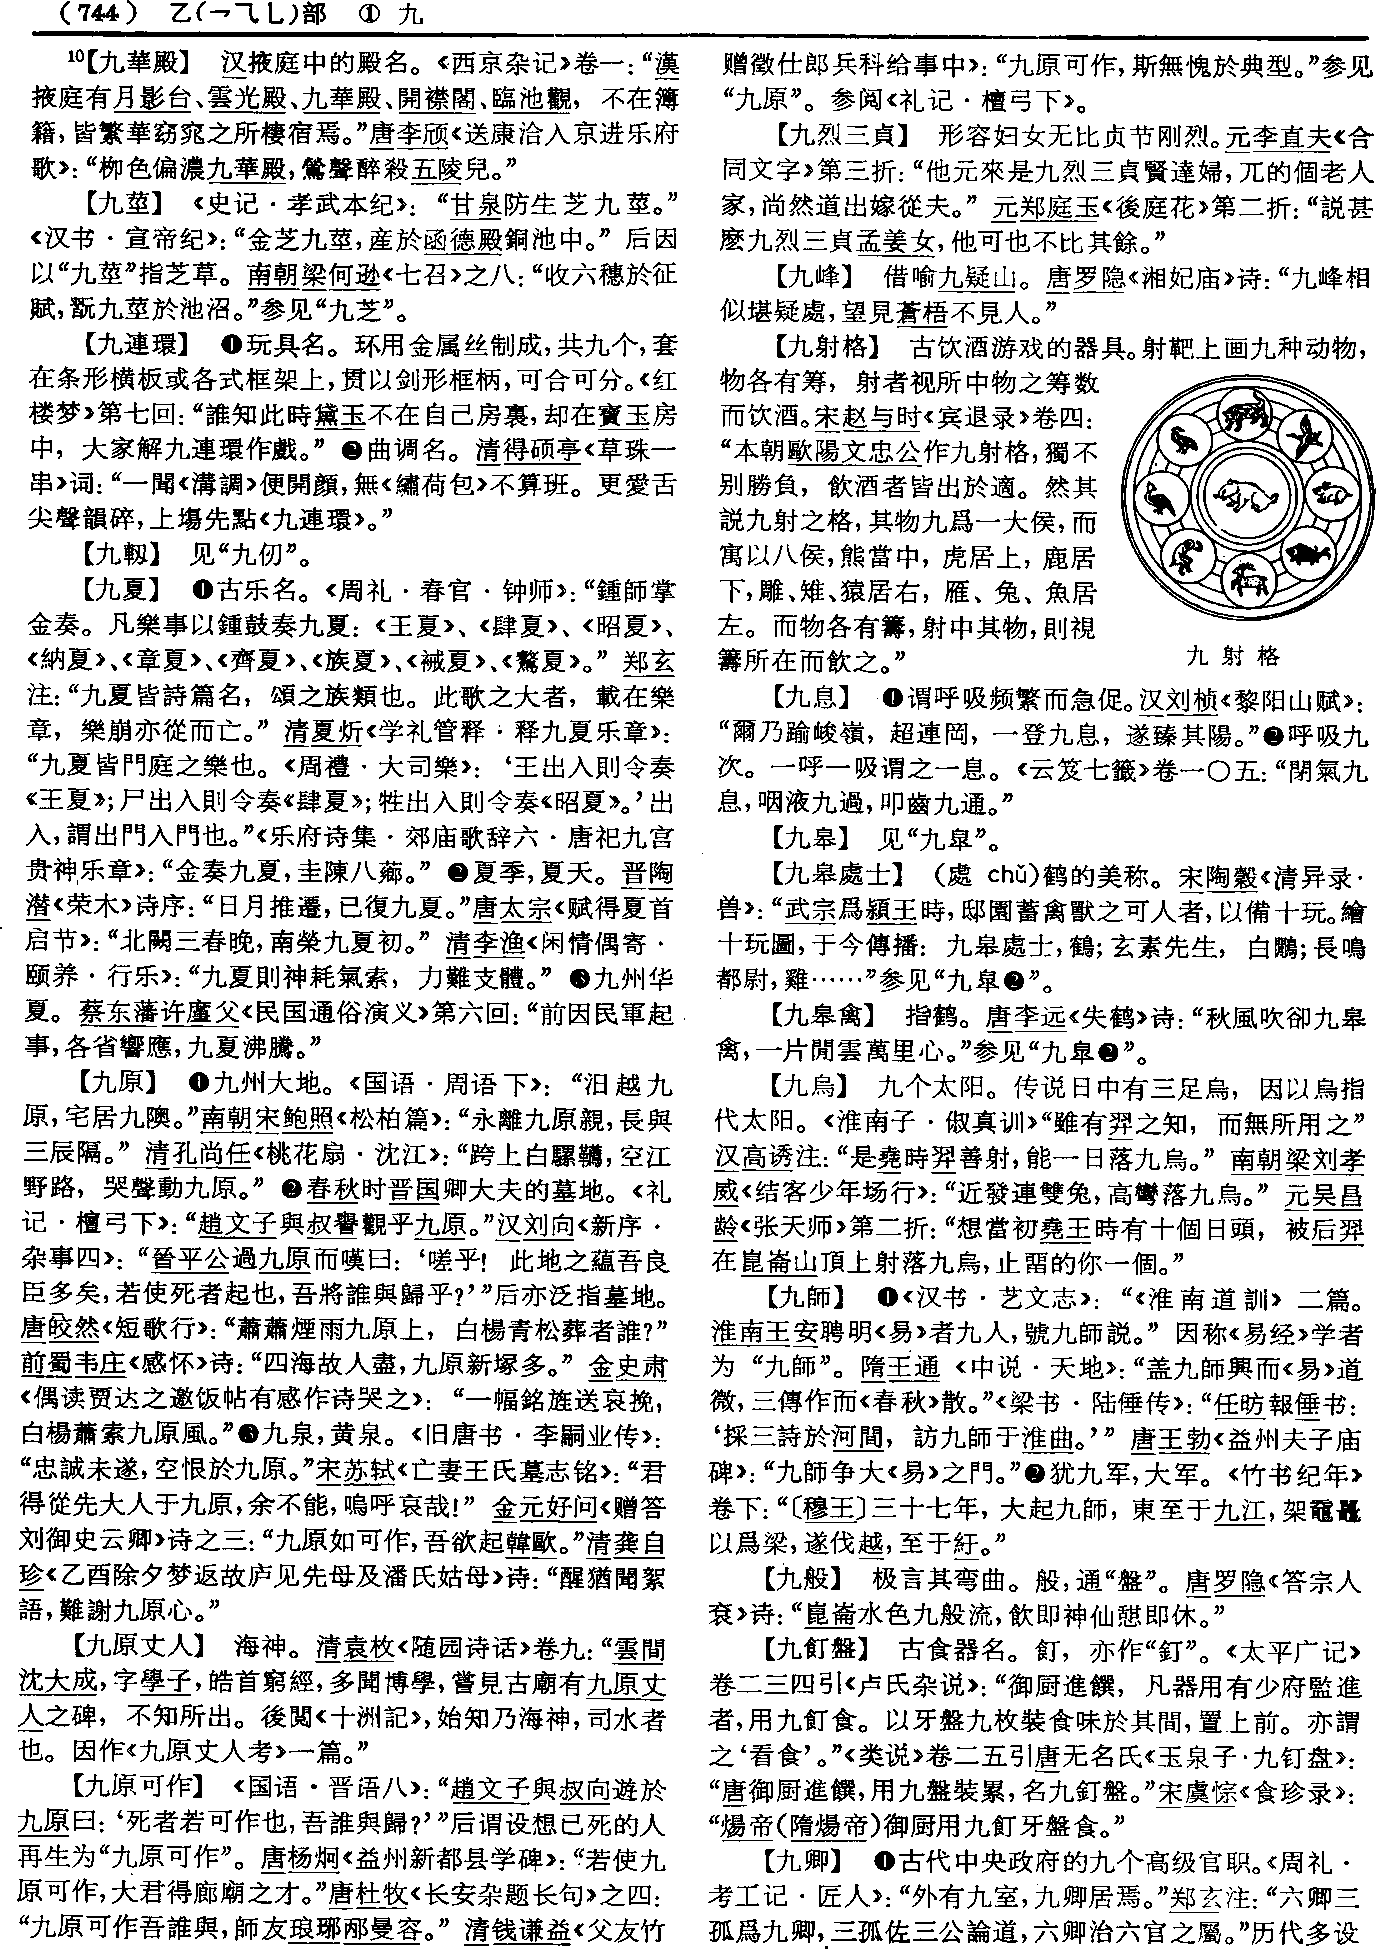 (744) 乙(乛乁乚)部 ① 九
10【九華殿】 汉掖庭中的殿名。《西京杂记》卷一：“漢
掖庭有月影台、雲光殿、九華殿、開襟閣、臨池觀，不在簿
籍，皆繁華窈窕之所棲宿焉。”唐李颀《送康洽入京进乐府
歌》：“栁色偏濃九華殿，鶯聲醉殺五陵兒。”
【九莖】 《史记·孝武本纪》：“甘泉防生芝九莖。”
《汉书·宣帝纪》：“金芝九莖，産於函德殿銅池中。”后因
以“九莖”指芝草。南朝梁何逊《七召》之八：“收六穗於征
賦，翫九莖於池沼。”参见“九芝”。
【九連環】 ❶玩具名。环用金属丝制成，共九个，套
在条形横板或各式框架上，贯以剑形框柄，可合可分。《红
楼梦》第七回：“誰知此時黛玉不在自己房裏，却在寳玉房
中，大家解九連環作戲。”❷曲调名。清得硕亭《草珠一
串》词：“一聞《溝調》便開顔，無《繡荷包》不算班。更愛舌
尖聲韻碎，上塲先點《九連環》。”
【九軔】 见“九仞”。
【九夏】 ❶古乐名。《周礼·春官·钟师》：“鍾師掌
金奏。凡樂事以鍾鼓奏九夏：《王夏》、《肆夏》、《昭夏》、
《納夏》、《章夏》、《齊夏》、《族夏》、《祴夏》、《驁夏》。”郑玄
注：“九夏皆詩篇名，頌之族類也。此歌之大者，載在樂
章，樂崩亦從而亡。”清夏炘《学礼管释·释九夏乐章》：
“九夏皆門庭之樂也。《周禮·大司樂》：‘王出入則令奏
《王夏》；尸出入則令奏《肆夏》；牲出入則令奏《昭夏》。’出
入，謂出門入門也。”《乐府诗集·郊庙歌辞六·唐祀九宫
贵神乐章》：“金奏九夏，圭陳八薌。”❷夏季，夏天。晋陶
潜《荣木》诗序：“日月推遷，已復九夏。”唐太宗《赋得夏首
启节》：“北闕三春晚，南榮九夏初。”清李渔《闲情偶寄·
颐养·行乐》：“九夏則神耗氣索，力難支體。”❸九州华
夏。蔡东藩许廑父《民国通俗演义》第六回：“前因民軍起
事，各省響應，九夏沸騰。”
【九原】 ❶九州大地。《国语·周语下》：“汨越九
原，宅居九隩。”南朝宋鲍照《松柏篇》：“永離九原親，長與
三辰隔。”清孔尚任《桃花扇·沈江》：“跨上白騾韉，空江
野路，哭聲動九原。”❷春秋时晋国卿大夫的墓地。《礼
记·檀弓下》：“趙文子與叔譽觀乎九原。”汉刘向《新序·
杂事四》：“晉平公過九原而嘆曰：‘嗟乎！此地之藴吾良
臣多矣，若使死者起也，吾將誰與歸乎？’”后亦泛指墓地。
唐皎然《短歌行》：“蕭蕭煙雨九原上，白楊青松葬者誰？”
前蜀韦庄《感怀》诗：“四海故人盡，九原新塚多。”金史肃
《偶读贾达之邀饭帖有感作诗哭之》：“一幅銘旌送哀挽，
白楊蕭索九原風。”❸九泉，黄泉。《旧唐书·李嗣业传》：
“忠誠未遂，空恨於九原。”宋苏轼《亡妻王氏墓志铭》：“君
得從先大人于九原，余不能，嗚呼哀哉！”金元好问《赠答
刘御史云卿》诗之三：“九原如可作，吾欲起韓歐。”清龚自
珍《乙酉除夕梦返故庐见先母及潘氏姑母》诗：“醒猶聞絮
語，難謝九原心。”
【九原丈人】 海神。清袁枚《随园诗话》卷九：“雲間
沈大成，字學子，皓首窮經，多聞博學，嘗見古廟有九原丈
人之碑，不知所出。後閲《十洲記》，始知乃海神，司水者
也。因作《九原丈人考》一篇。”
【九原可作】 《国语·晋语八》：“趙文子與叔向遊於
九原曰：‘死者若可作也，吾誰與歸？’”后谓设想已死的人
再生为“九原可作”。唐杨炯《益州新都县学碑》：“若使九
原可作，大君得廊廟之才。”唐杜牧《长安杂题长句》之四：
“九原可作吾誰與，師友琅琊邴曼容。”清钱谦益《父友竹
赠徵仕郎兵科给事中》：“九原可作，斯無愧於典型。”参见
“九原”。参阅《礼记·檀弓下》。
【九烈三貞】 形容妇女无比贞节刚烈。元李直夫《合
同文字》第三折：“他元來是九烈三貞賢達婦，兀的個老人
家，尚然道出嫁從夫。”元郑庭玉《後庭花》第二折：“説甚
麽九烈三貞孟姜女，他可也不比其餘。”
【九峰】 借喻九疑山。唐罗隐《湘妃庙》诗：“九峰相
似堪疑處，望見蒼梧不見人。”
【九射格】 古饮酒游戏的器具。射靶上画九种动物，
物各有筹，射者视所中物之筹数
而饮酒。宋赵与时《宾退录》卷四：
“本朝歐陽文忠公作九射格，獨不
别勝負，飲酒者皆出於適。然其
説九射之格，其物九爲一大侯，而
寓以八侯，熊當中，虎居上，鹿居
下，雕、雉、猿居右，雁、兔、魚居
左。而物各有籌，射中其物，則視
籌所在而飲之。”
九射格
【九息】 ❶谓呼吸频繁而急促。汉刘桢《黎阳山赋》：
“爾乃踰峻嶺，超連岡，一登九息，遂臻其陽。”❷呼吸九
次。一呼一吸谓之一息。《云笈七籤》卷一〇五：“閉氣九
息，咽液九過，叩齒九通。”
【九皋】 见“九皐”。
【九皋處士】 (處 chǔ)鹤的美称。宋陶穀《清异录·
兽》：“武宗爲潁王時，邸園蓄禽獸之可人者，以備十玩。繪
十玩圖，于今傳播：九皋處士，鶴；玄素先生，白鷴；長鳴
都尉，雞……”参见“九皐❷”。
【九皋禽】 指鹤。唐李远《失鹤》诗：“秋風吹卻九皋
禽，一片閒雲萬里心。”参见“九皐❷”。
【九烏】 九个太阳。传说日中有三足烏，因以烏指
代太阳。《淮南子·俶真训》“雖有羿之知，而無所用之”
汉高诱注：“是堯時羿善射，能一日落九烏。”南朝梁刘孝
威《结客少年场行》：“近發連雙兔，高彎落九烏。”元吴昌
龄《张天师》第二折：“想當初堯王時有十個日頭，被后羿
在崑崙山頂上射落九烏，止畱的你一個。”
【九師】 ❶《汉书·艺文志》：“《淮南道訓》二篇。
淮南王安聘明《易》者九人，號九師説。”因称《易经》学者
为“九師”。隋王通《中说·天地》：“盖九師興而《易》道
微，三傳作而《春秋》散。”《梁书·陆倕传》：“任昉報倕书：
‘採三詩於河間，訪九師于淮曲。’”唐王勃《益州夫子庙
碑》：“九師争大《易》之門。”❷犹九军，大军。《竹书纪年》
卷下：“〔穆王〕三十七年，大起九師，東至于九江，架黿鼉
以爲梁，遂伐越，至于紆。”
【九般】 极言其弯曲。般，通“盤”。唐罗隐《答宗人
衮》诗：“崑崙水色九般流，飲即神仙憩即休。”
【九飣盤】 古食器名。飣，亦作“釘”。《太平广记》
卷二三四引《卢氏杂说》：“御厨進饌，凡器用有少府監進
者，用九飣食。以牙盤九枚裝食味於其間，置上前。亦謂
之‘看食’。”《类说》卷二五引唐无名氏《玉泉子·九钉盘》：
“唐御厨進饌，用九盤裝累，名九釘盤。”宋虞悰《食珍录》：
“煬帝(隋煬帝)御厨用九飣牙盤食。”
【九卿】 ❶古代中央政府的九个高级官职。《周礼·
考工记·匠人》：“外有九室，九卿居焉。”郑玄注：“六卿三
孤爲九卿，三孤佐三公論道，六卿治六官之屬。”历代多设